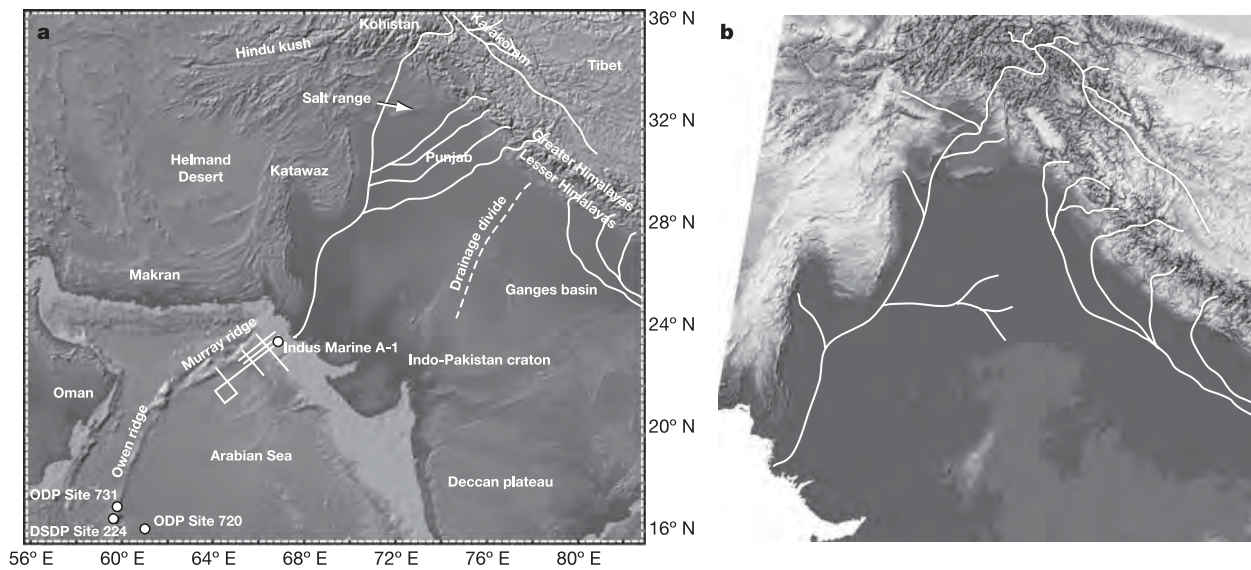 a
Kohistan
Karakoram
Hindu kush
Tibet
Salt range
Greater Himalayas
Lesser Himalayas
Punjab
Helmand
Desert
Katawaz
Drainage divide
Makran
Ganges basin
Murray ridge
Indus Marine A-1
Indo-Pakistan craton
Oman
Owen ridge
Arabian Sea
Deccan plateau
ODP Site 731
DSDP Site 224
ODP Site 720
36° N
32° N
28° N
24° N
20° N
16° N
56° E
60° E
64° E
68° E
72° E
76° E
80° E
b